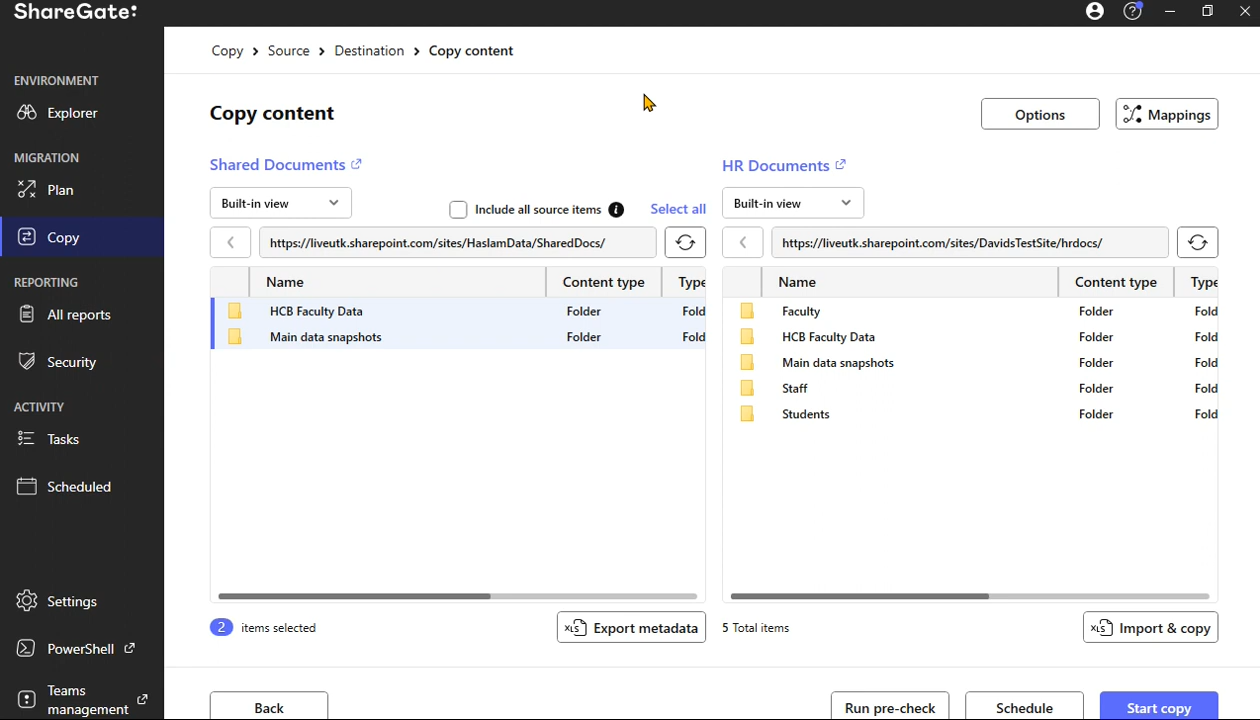 ShareGate:
ENVIRONMENT
Explorer
MIGRATION
Plan
Copy
REPORTING
All reports
Security
ACTIVITY
Tasks
Scheduled
Settings
PowerShell
Teams
management
Copy > Source > Destination > Copy content
Copy content
Options
Mappings
Shared Documents
Built-in view
Include all source items
Select all
https://liveutk.sharepoint.com/sites/HaslamData/SharedDocs/
Name Content type Type
HCB Faculty Data Folder Fold
Main data snapshots Folder Fold
2 items selected
XLS Export metadata
HR Documents
Built-in view
https://liveutk.sharepoint.com/sites/DavidsTestSite/hrdocs/
Name Content type Type
Faculty Folder Fold
HCB Faculty Data Folder Fold
Main data snapshots Folder Fold
Staff Folder Fold
Students Folder Fold
5 Total items
XLS Import & copy
Back
Run pre-check
Schedule
Start copy